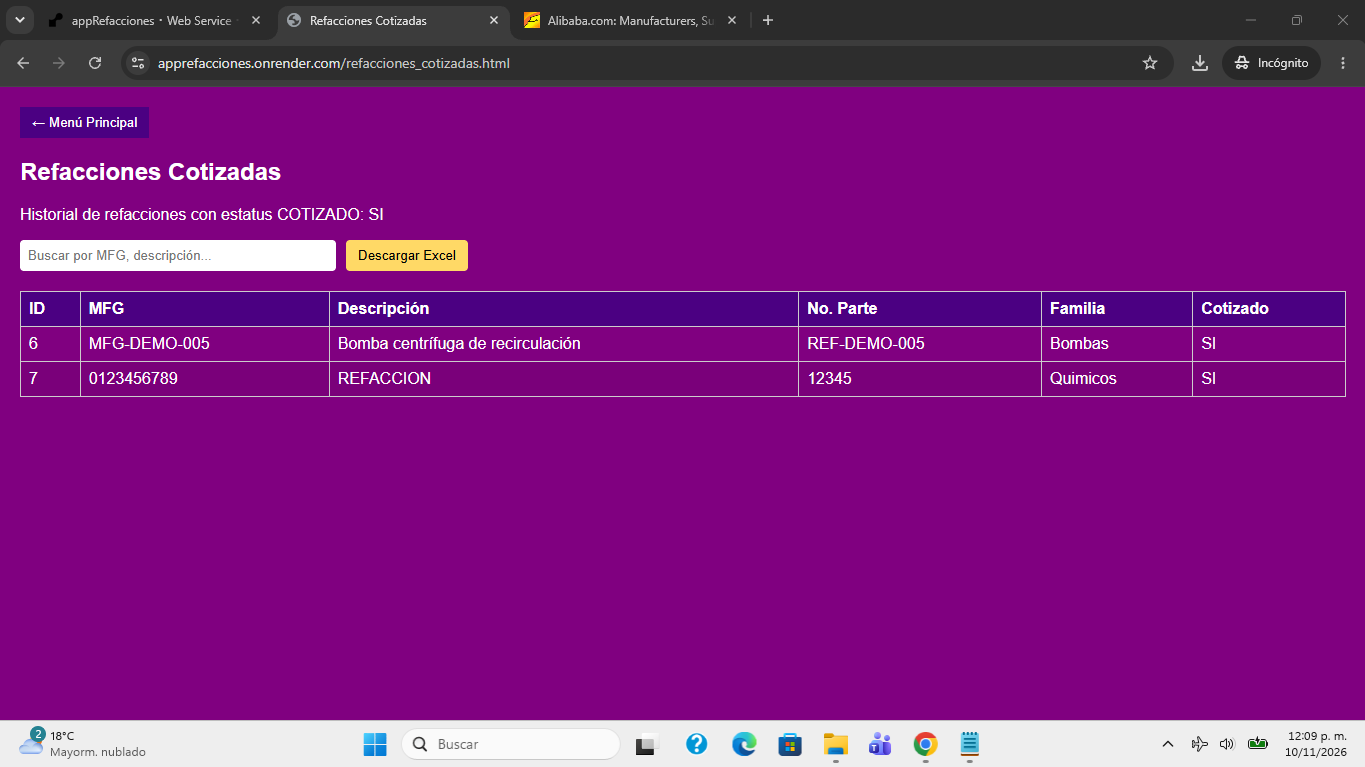 appRefacciones · Web Service
Refacciones Cotizadas
Alibaba.com: Manufacturers, Su
apprefacciones.onrender.com/refacciones_cotizadas.html
Incógnito
← Menú Principal
Refacciones Cotizadas
Historial de refacciones con estatus COTIZADO: SI
Buscar por MFG, descripción...
Descargar Excel
ID MFG Descripción No. Parte Familia Cotizado
6 MFG-DEMO-005 Bomba centrífuga de recirculación REF-DEMO-005 Bombas SI
7 0123456789 REFACCION 12345 Quimicos SI
2
18°C
Mayorm. nublado
Buscar
12:09 p. m.
10/11/2026